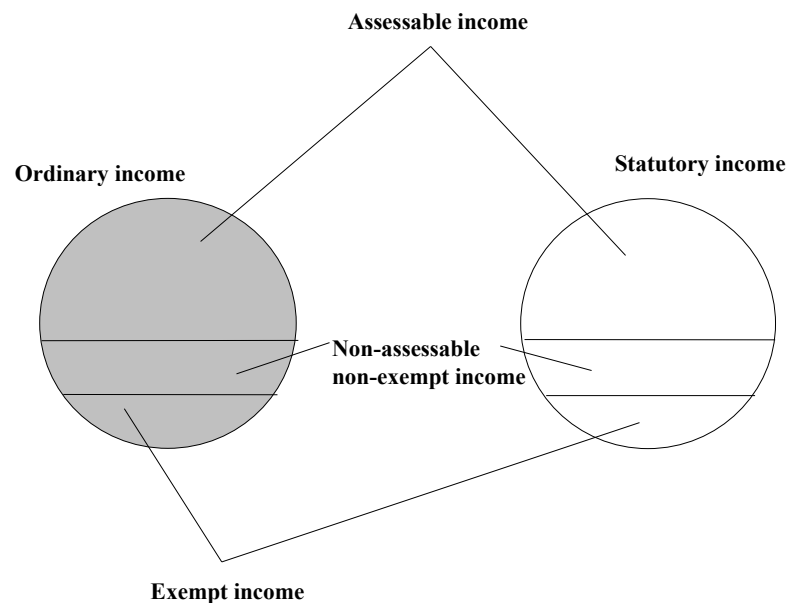 Assessable income
Ordinary income
Statutory income
Non-assessable
non-exempt income
Exempt income